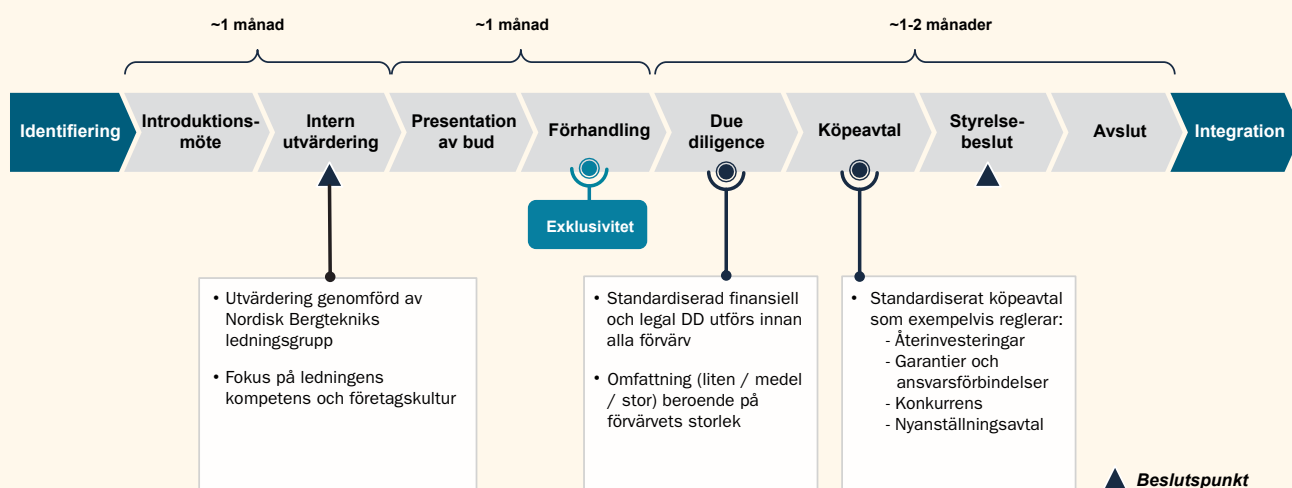 ~1 månad
~1 månad
~1-2 månader
Identifiering
Introduktions-
möte
Intern
utvärdering
Presentation
av bud
Förhandling
Due
diligence
Köpeavtal
Styrelse-
beslut
Avslut
Integration
Exklusivitet
• Utvärdering genomförd av
Nordisk Bergtekniks
ledningsgrupp
• Fokus på ledningens
kompetens och företagskultur
• Standardiserad finansiell
och legal DD utförs innan
alla förvärv
• Omfattning (liten / medel
/ stor) beroende på
förvärvets storlek
• Standardiserat köpeavtal
som exempelvis reglerar:
- Återinvesteringar
- Garantier och
ansvarsförbindelser
- Konkurrens
- Nyanställningsavtal
Beslutspunkt